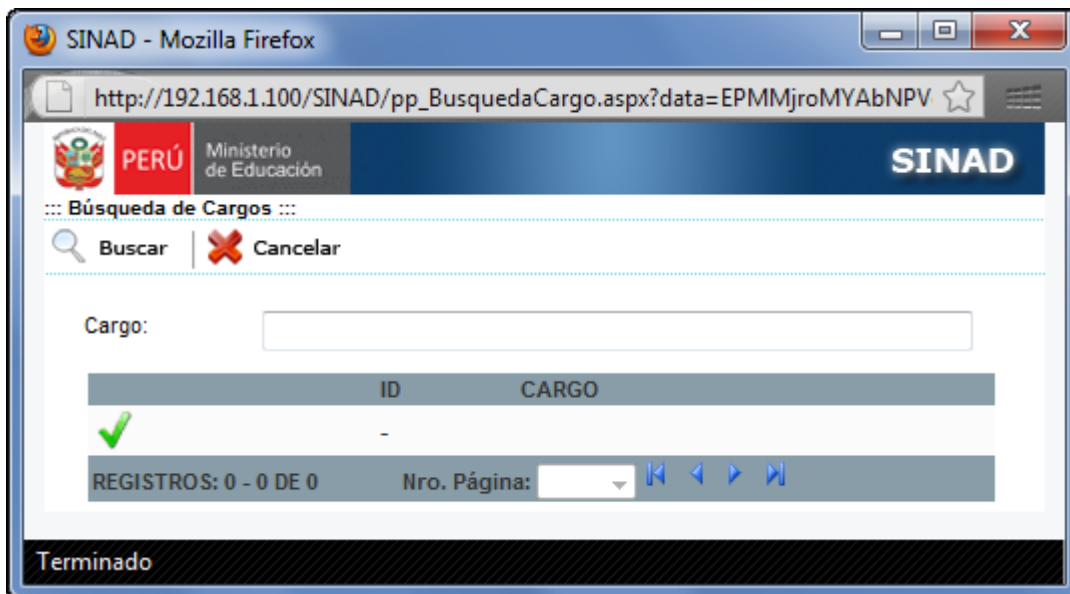 SINAD - Mozilla Firefox
http://192.168.1.100/SINAD/pp_BusquedaCargo.aspx?data=EPMMjroMYAbNPV
PERÚ
Ministerio
de Educación
SINAD
::: Búsqueda de Cargos :::
Buscar Cancelar
Cargo:
ID CARGO
-
REGISTROS: 0 - 0 DE 0 Nro. Página:
Terminado